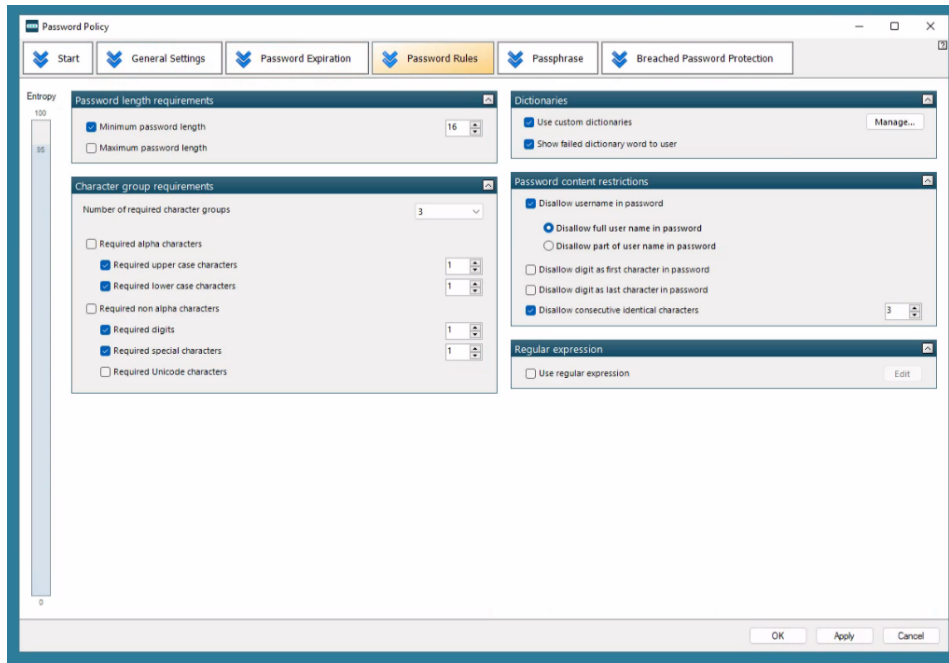 Password Policy
Start
General Settings
Password Expiration
Password Rules
Passphrase
Breached Password Protection
Entropy
100
95
0
Password length requirements
Minimum password length 16
Maximum password length
Character group requirements
Number of required character groups 3
Required alpha characters
Required upper case characters 1
Required lower case characters 1
Required non alpha characters
Required digits 1
Required special characters 1
Required Unicode characters
Dictionaries
Use custom dictionaries Manage...
Show failed dictionary word to user
Password content restrictions
Disallow username in password
Disallow full user name in password
Disallow part of user name in password
Disallow digit as first character in password
Disallow digit as last character in password
Disallow consecutive identical characters 3
Regular expression
Use regular expression Edit
OK Apply Cancel